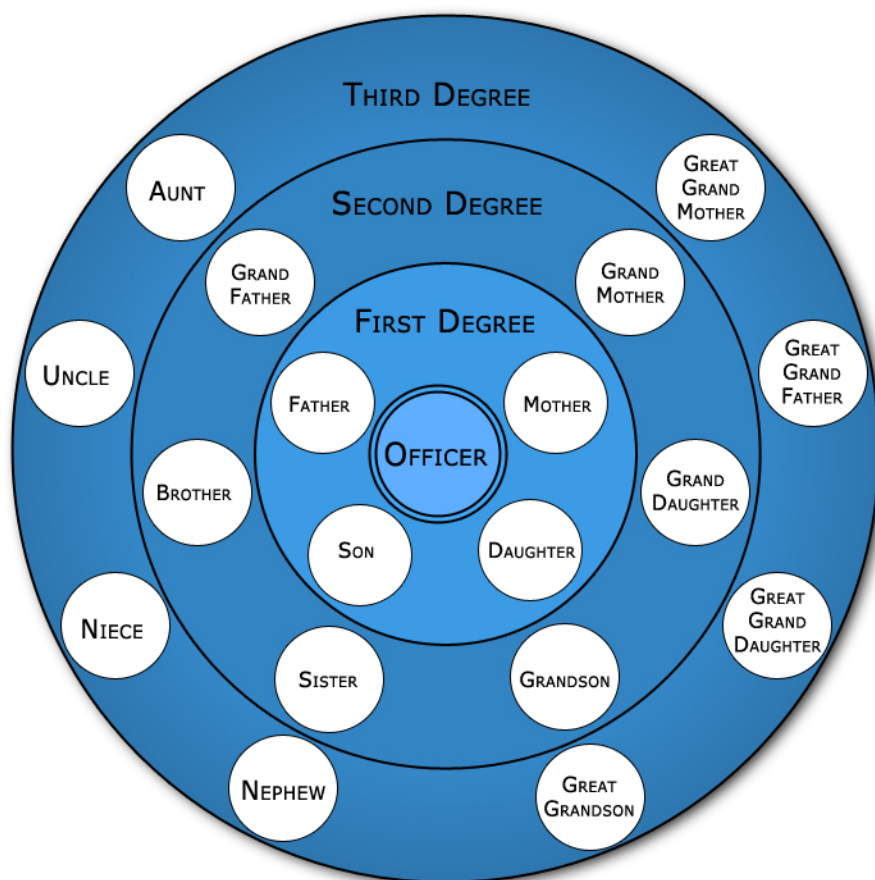 Third Degree
Aunt
Great
Grand
Mother
Second Degree
Grand
Father
Grand
Mother
First Degree
Uncle
Great
Grand
Father
Father
Mother
Officer
Brother
Grand
Daughter
Son
Daughter
Niece
Great
Grand
Daughter
Sister
Grandson
Nephew
Great
Grandson